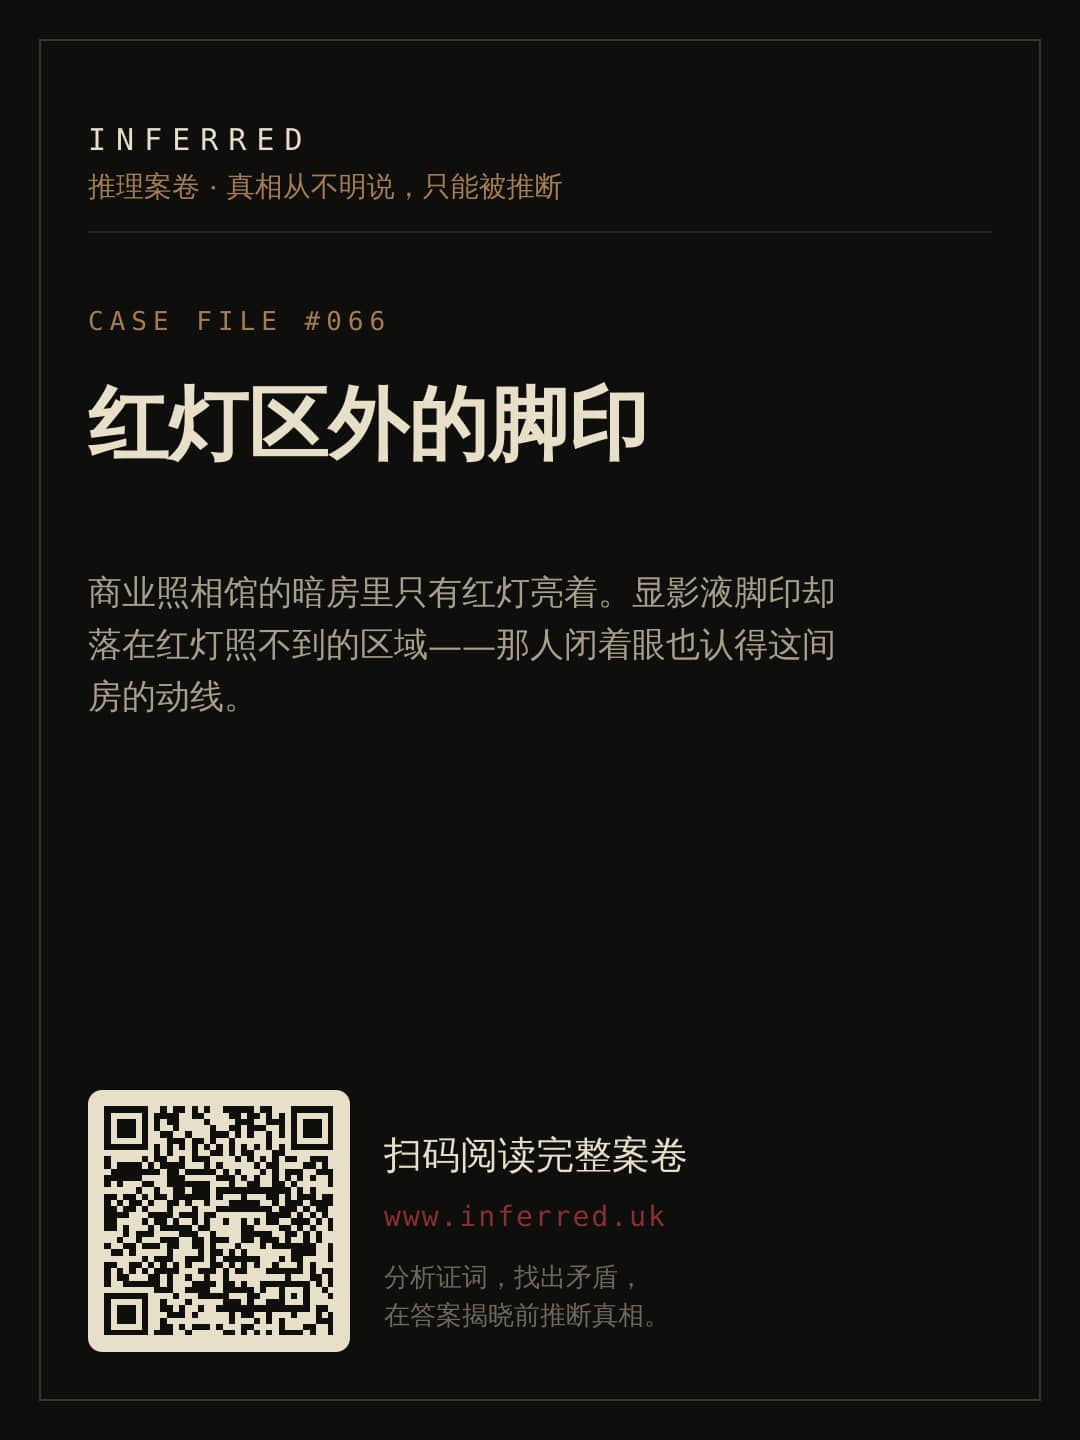 INFERRED
推理案卷 · 真相从不明说，只能被推断
CASE FILE #066
红灯区外的脚印
商业照相馆的暗房里只有红灯亮着。显影液脚印却
落在红灯照不到的区域——那人闭着眼也认得这间
房的动线。
扫码阅读完整案卷
www.inferred.uk
分析证词，找出矛盾，
在答案揭晓前推断真相。